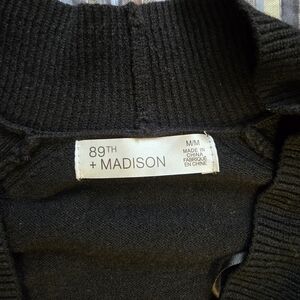 89TH
+ MADISON
M/M
MADE IN
CHINA
FABRIQUÉ
EN CHINE